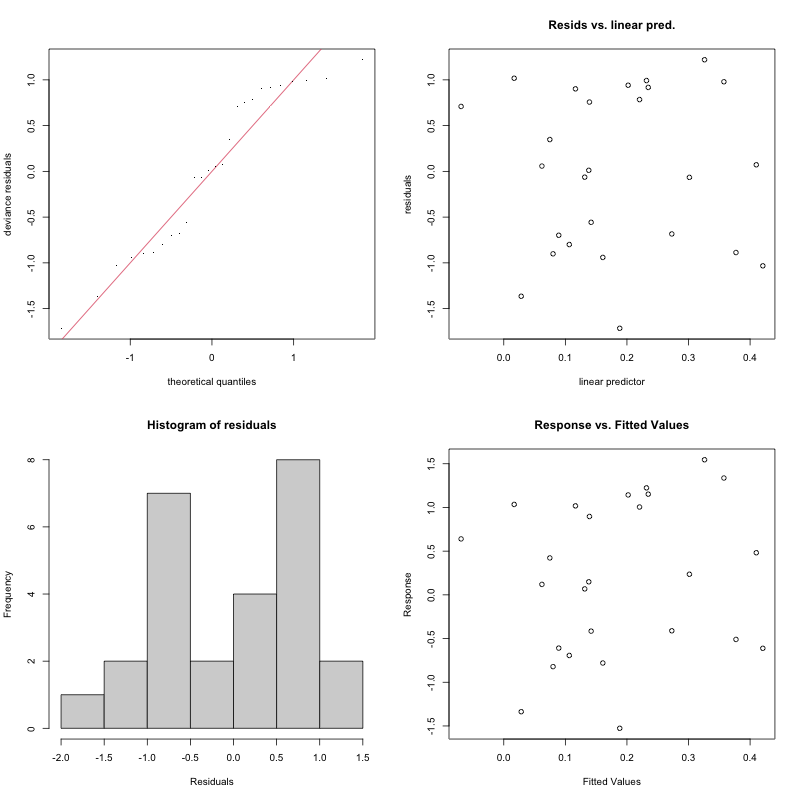 deviance residuals
1.0
0.5
0.0
-0.5
-1.0
-1.5
-1 0 1
theoretical quantiles
Resids vs. linear pred.
residuals
1.0
0.5
0.0
-0.5
-1.0
-1.5
0.0 0.1 0.2 0.3 0.4
linear predictor
Histogram of residuals
Frequency
8
6
4
2
0
-2.0 -1.5 -1.0 -0.5 0.0 0.5 1.0 1.5
Residuals
Response vs. Fitted Values
Response
1.5
1.0
0.5
0.0
-0.5
-1.0
-1.5
0.0 0.1 0.2 0.3 0.4
Fitted Values